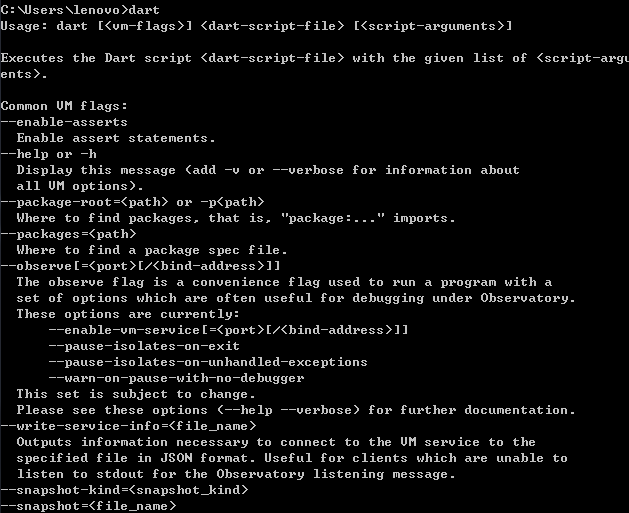 C:\Users\lenovo>dart
Usage: dart [<vm-flags>] <dart-script-file> [<script-arguments>]
Executes the Dart script <dart-script-file> with the given list of <script-argu
ents>.
Common VM flags:
--enable-asserts
Enable assert statements.
--help or -h
Display this message (add -v or --verbose for information about
all VM options).
--package-root=<path> or -p<path>
Where to find packages, that is, "package:..." imports.
--packages=<path>
Where to find a package spec file.
--observe[=<port>[/<bind-address>]]
The observe flag is a convenience flag used to run a program with a
set of options which are often useful for debugging under Observatory.
These options are currently:
--enable-vm-service[=<port>[/<bind-address>]]
--pause-isolates-on-exit
--pause-isolates-on-unhandled-exceptions
--warn-on-pause-with-no-debugger
This set is subject to change.
Please see these options (--help --verbose) for further documentation.
--write-service-info=<file_name>
Outputs information necessary to connect to the VM service to the
specified file in JSON format. Useful for clients which are unable to
listen to stdout for the Observatory listening message.
--snapshot-kind=<snapshot_kind>
--snapshot=<file_name>